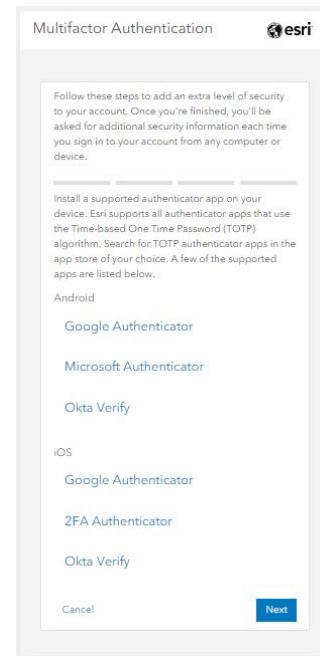 Multifactor Authentication
esri
Follow these steps to add an extra level of security
to your account. Once you're finished, you'll be
asked for additional security information each time
you sign in to your account from any computer or
device.
Install a supported authenticator app on your
device. Esri supports all authenticator apps that use
the Time-based One Time Password (TOTP)
algorithm. Search for TOTP authenticator apps in the
app store of your choice. A few of the supported
apps are listed below.
Android
Google Authenticator
Microsoft Authenticator
Okta Verify
iOS
Google Authenticator
2FA Authenticator
Okta Verify
Cancel
Next